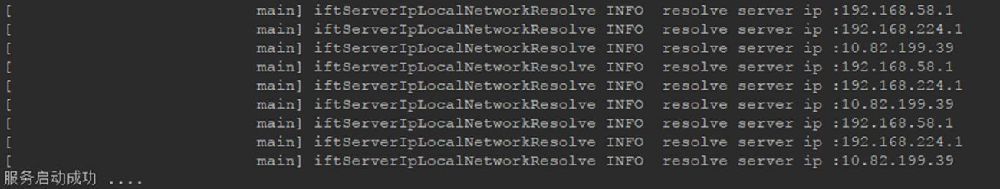 [                      main] iftServerIpLocalNetworkResolve INFO  resolve server ip :192.168.58.1
[                      main] iftServerIpLocalNetworkResolve INFO  resolve server ip :192.168.224.1
[                      main] iftServerIpLocalNetworkResolve INFO  resolve server ip :10.82.199.39
[                      main] iftServerIpLocalNetworkResolve INFO  resolve server ip :192.168.58.1
[                      main] iftServerIpLocalNetworkResolve INFO  resolve server ip :192.168.224.1
[                      main] iftServerIpLocalNetworkResolve INFO  resolve server ip :10.82.199.39
[                      main] iftServerIpLocalNetworkResolve INFO  resolve server ip :192.168.58.1
[                      main] iftServerIpLocalNetworkResolve INFO  resolve server ip :192.168.224.1
[                      main] iftServerIpLocalNetworkResolve INFO  resolve server ip :10.82.199.39
服务启动成功 ....